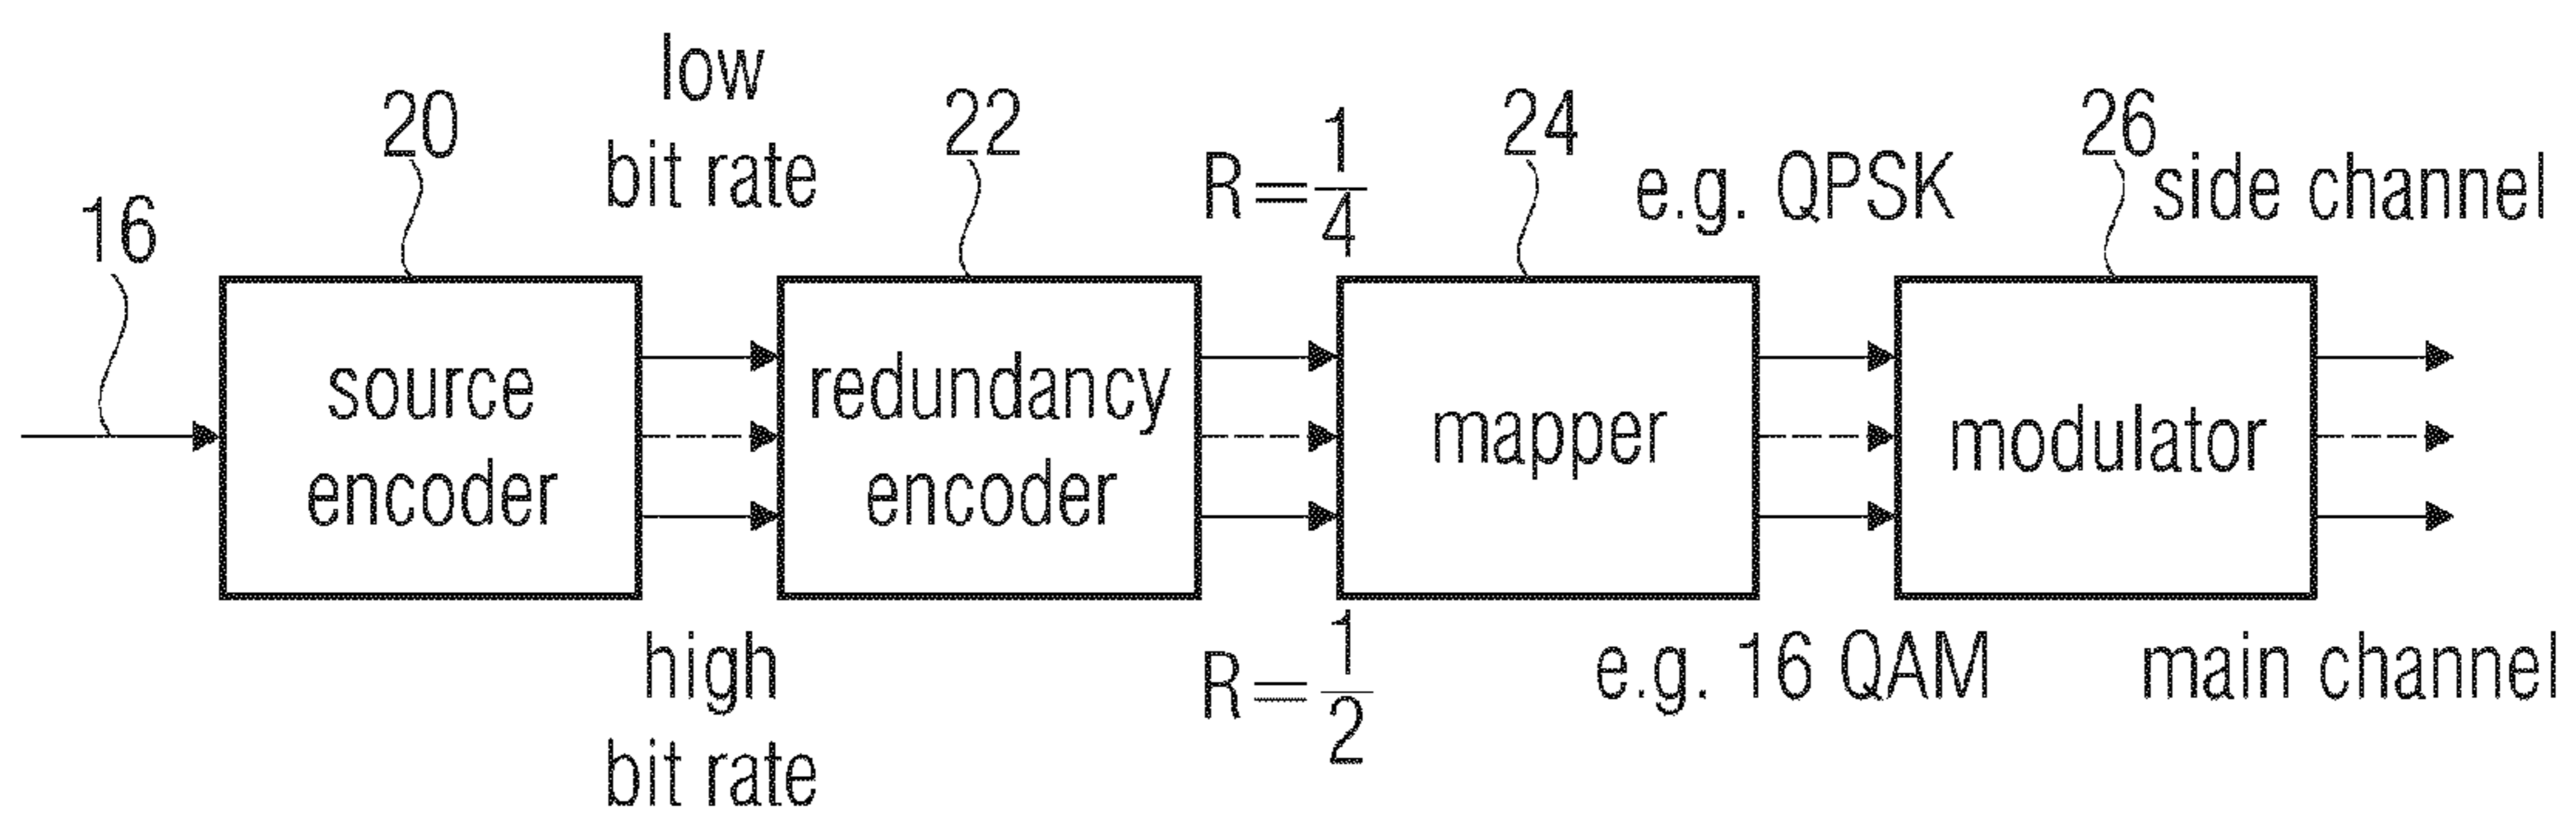 low
bit rate
16
20
22
R=1/4
24
e.g. QPSK
26
side channel
source
encoder
redundancy
encoder
mapper
modulator
high
bit rate
R=1/2
e.g. 16 QAM
main channel